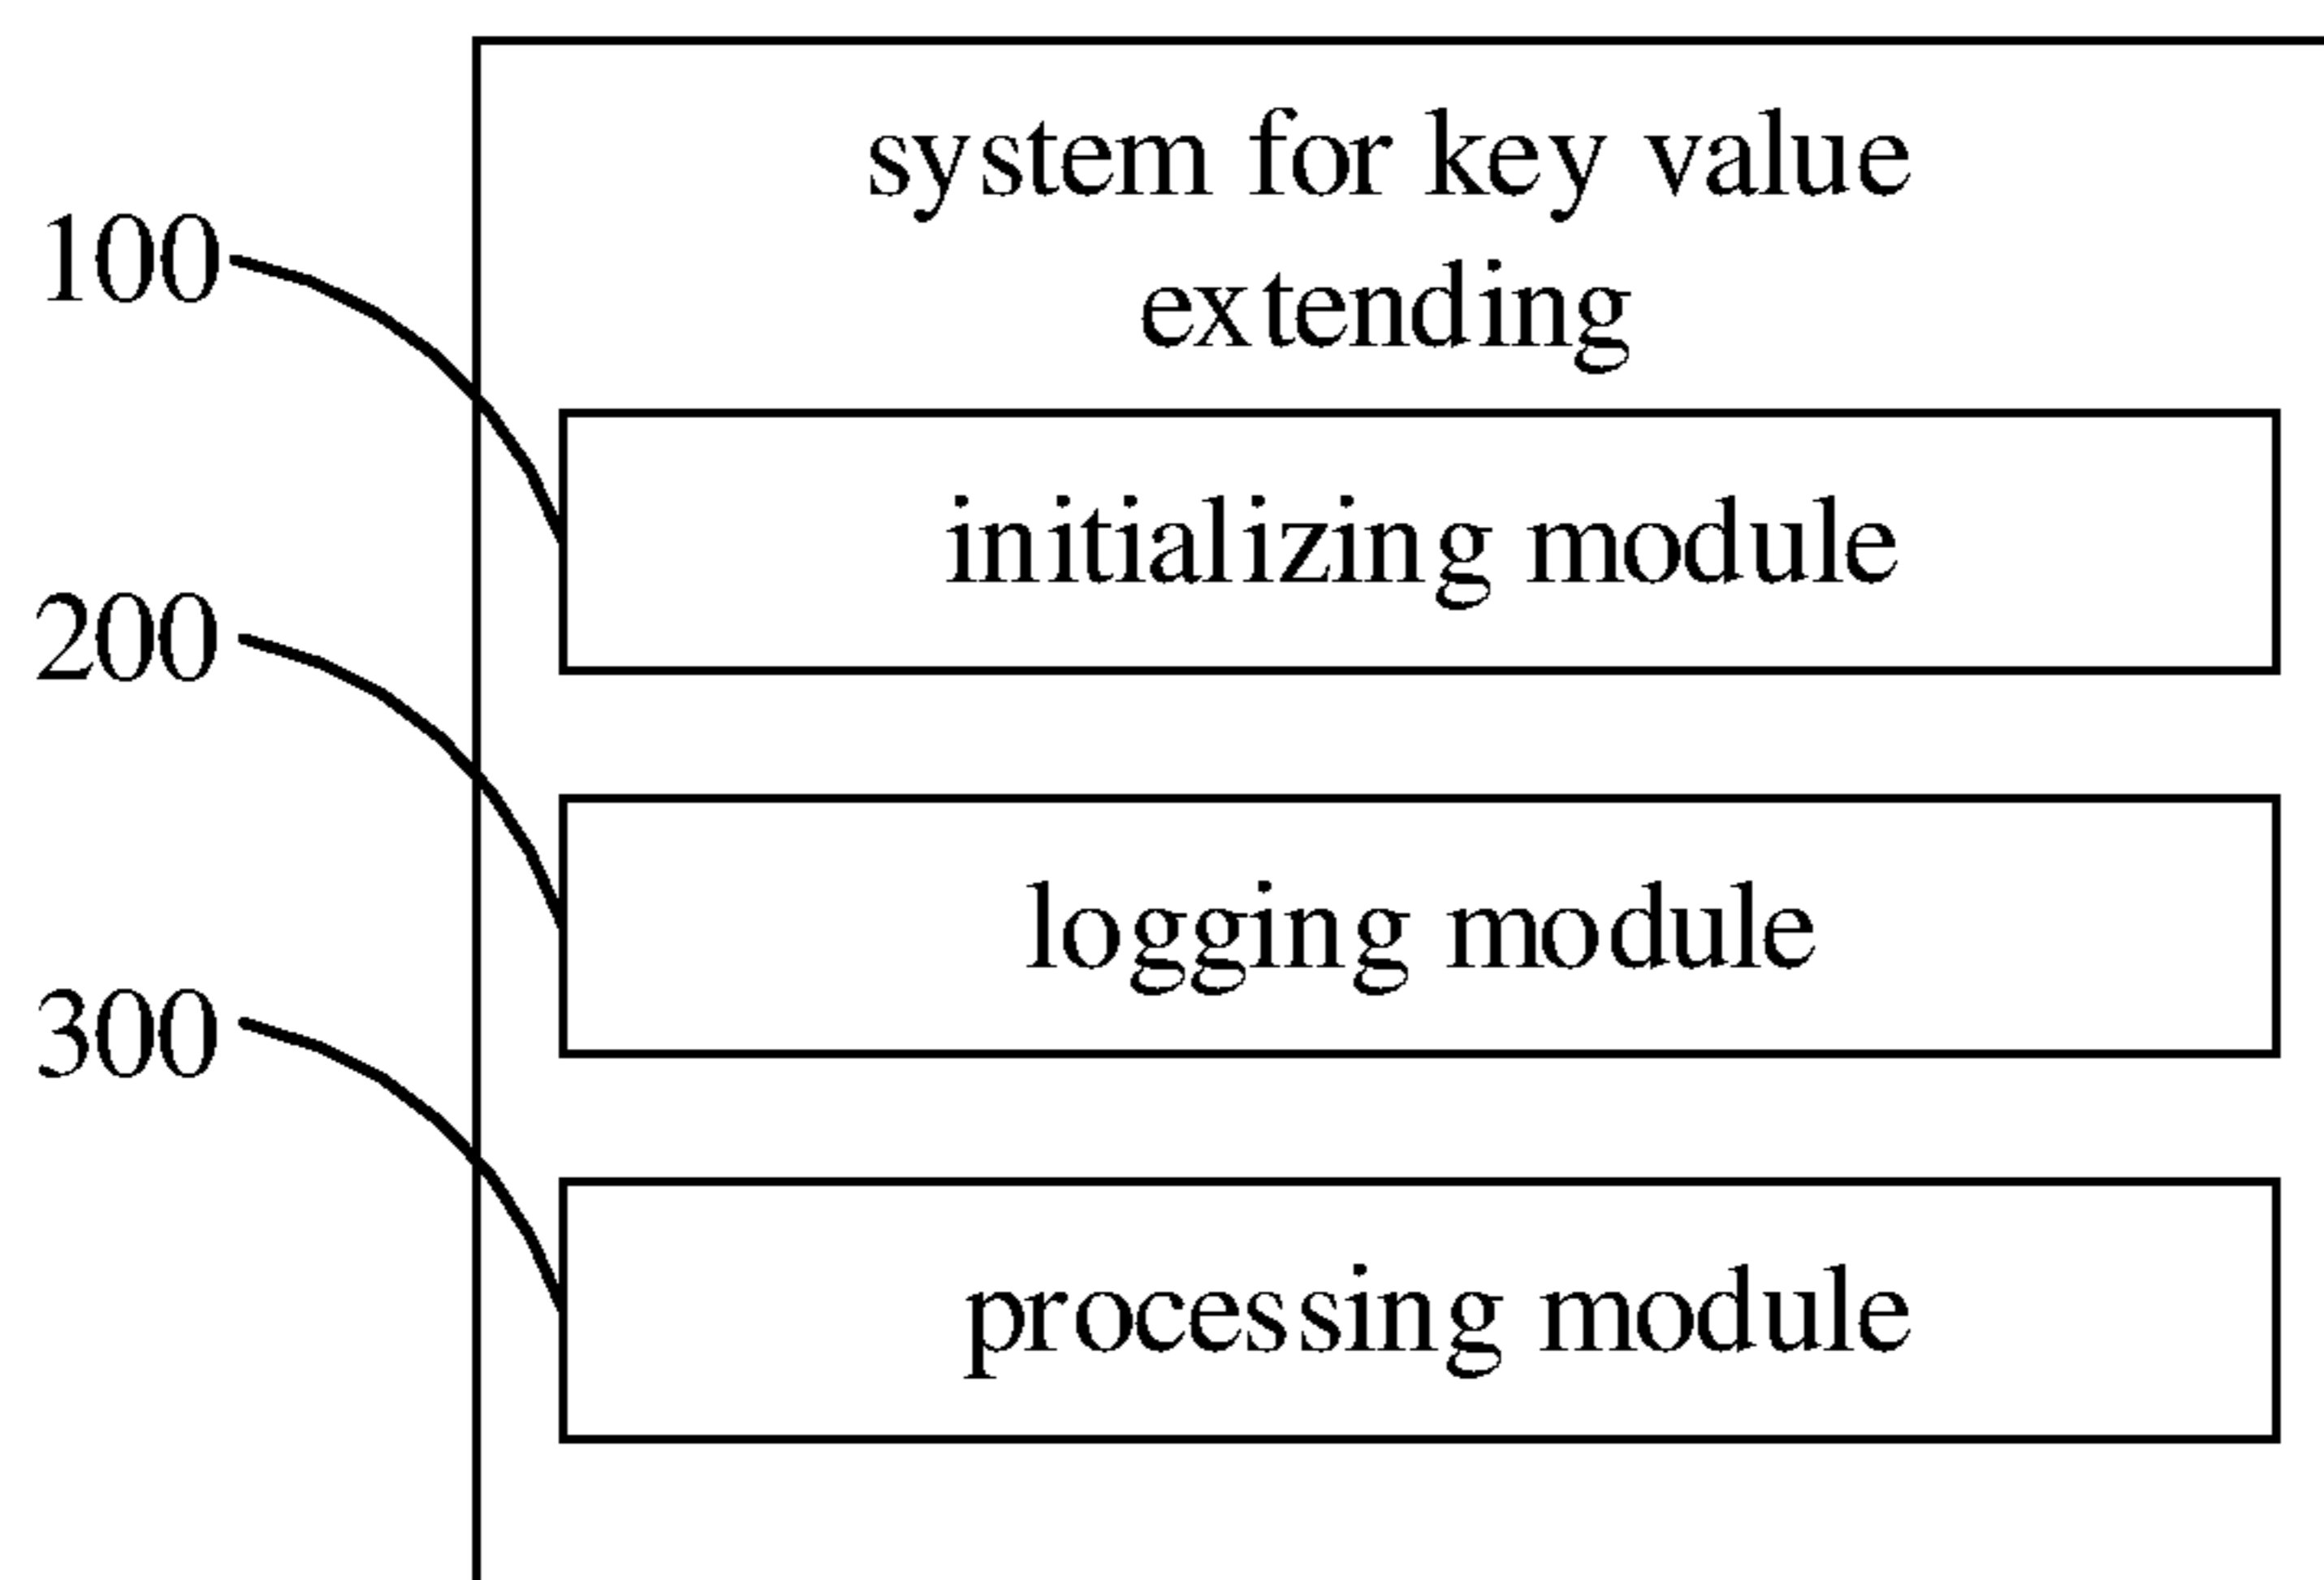 system for key value
extending
100
initializing module
200
logging module
300
processing module